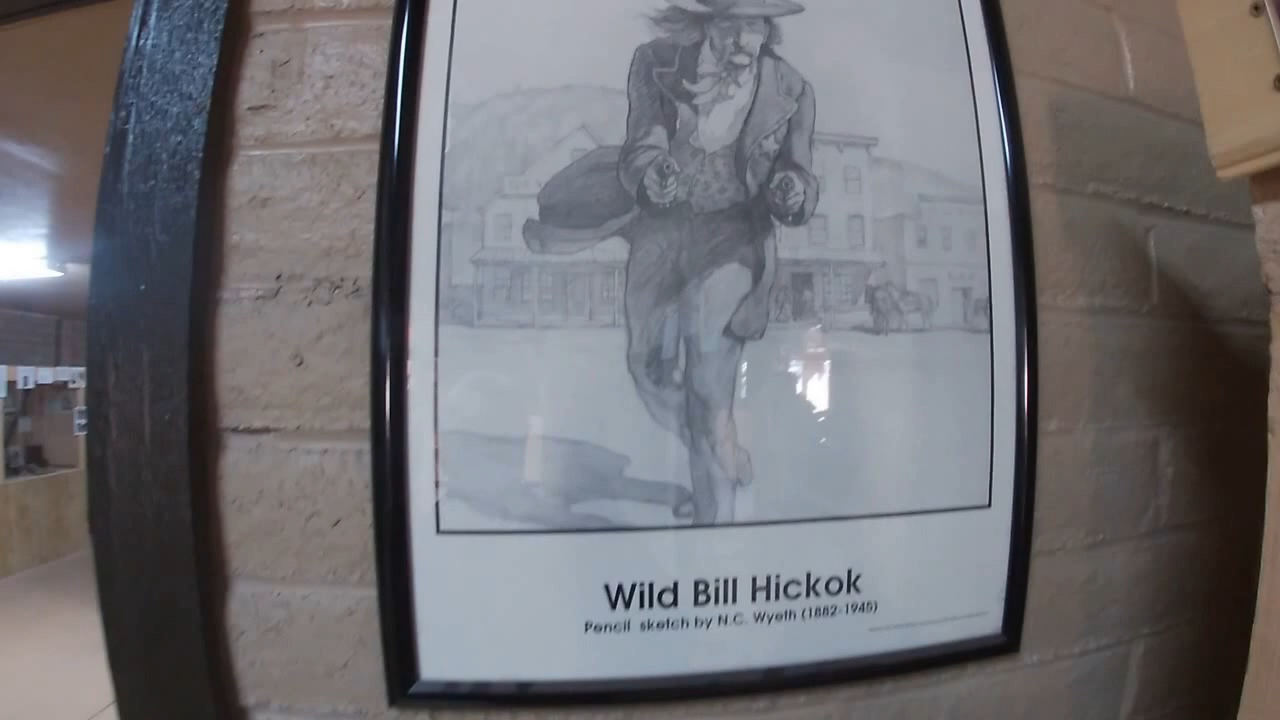 Wild Bill Hickok
Pencil sketch by N.C. Wyeth (1882-1945)